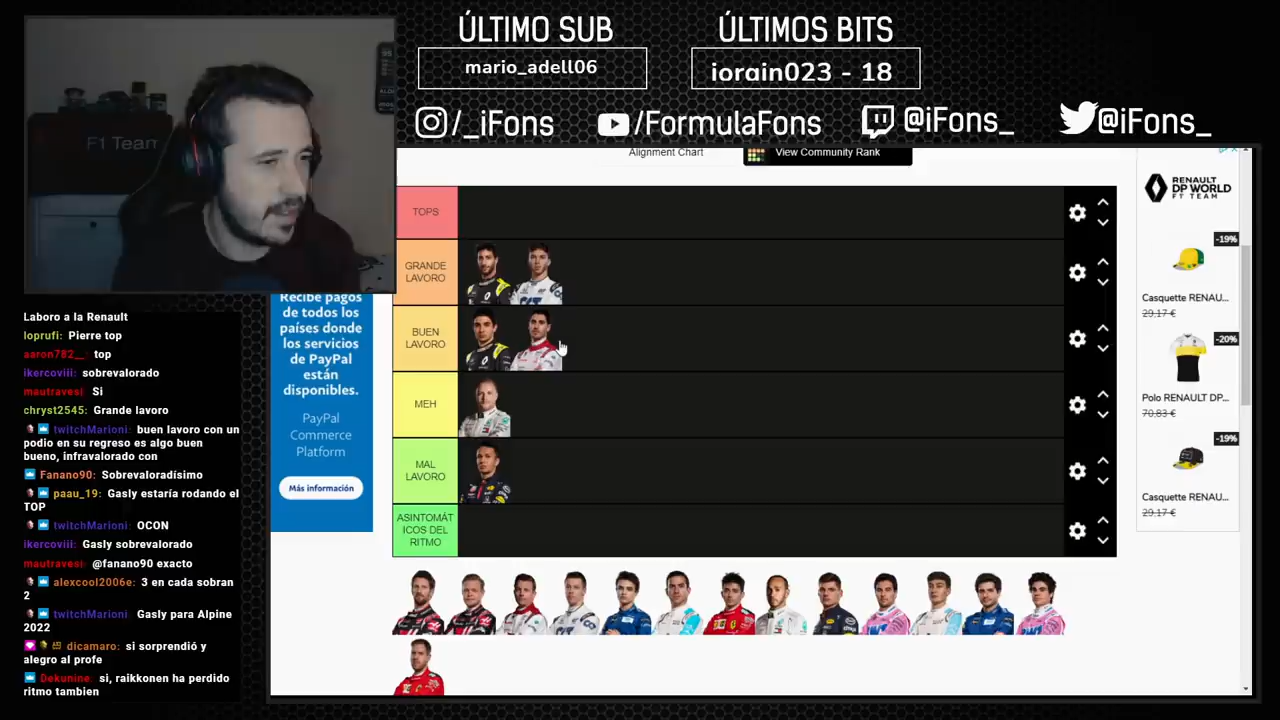 ÚLTIMO SUB
mario_adell06
ÚLTIMOS BITS
iorgin023 - 18
/_iFons
/FormulaFons
@iFons_
@iFons_
F1 Team
Alignment Chart
View Community Rank
TOPS
GRANDE
LAVORO
BUEN
LAVORO
MEH
MAL
LAVORO
ASINTOMÁT
ICOS DEL
RITMO
RENAULT
DP WORLD
F1 TEAM
-19%
Casquette RENAU...
29,17 €
-20%
Polo RENAULT DP...
70,83 €
-19%
Casquette RENAU...
29,17 €
Recibe pagos
de todos los
países donde
los servicios
de PayPal
están
disponibles.
PayPal
Commerce
Platform
Más información
Laboro a la Renault
loprufi: Pierre top
aaron782__: top
ikercoviii: sobrevalorado
mautravesi: Si
chryst2545: Grande lavoro
twitchMarioni: buen lavoro con un
podio en su regreso es algo buen
bueno, infravalorado con
Fanano90: Sobrevaloradísimo
paau_19: Gasly estaría rodando el
TOP
twitchMarioni: OCON
ikercoviii: Gasly sobrevalorado
mautravesi: @fanano90 exacto
alexcool2006e: 3 en cada sobran
2
twitchMarioni: Gasly para Alpine
2022
dicamaro: si sorprendió y
alegro al profe
Dekunine: si, raikkonen ha perdido
ritmo tambien